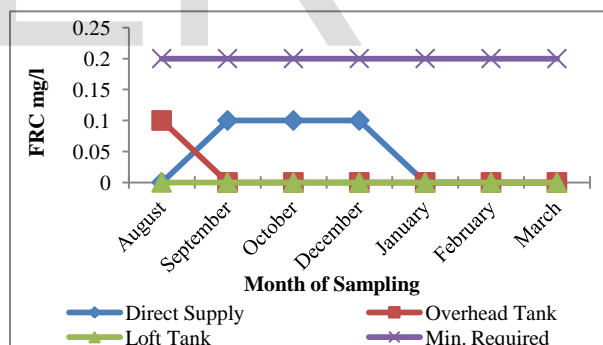 0.25
0.2
0.15
0.1
0.05
0
FRC mg/l
August
September
October
December
January
February
March
Month of Sampling
Direct Supply
Overhead Tank
Loft Tank
Min. Required